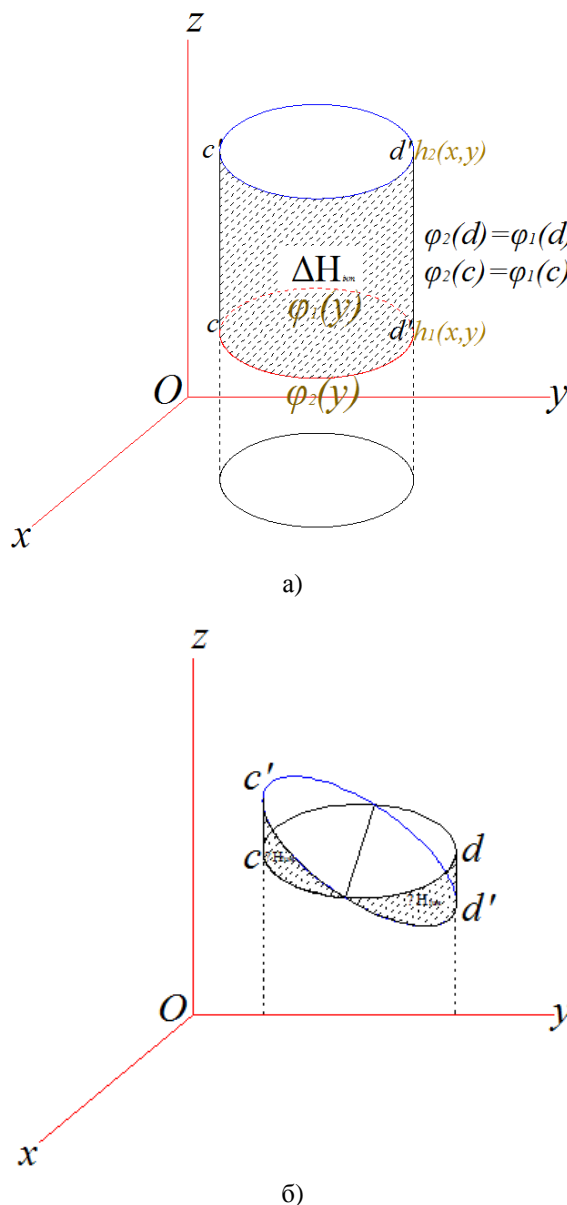 z
c' d' h₂(x,y)
φ₂(d)=φ₁(d)
ΔH
φ₂(c)=φ₁(c)
φ₁(y)
c d' h₁(x,y)
φ₂(y)
O y
x
а)
z
c'
c d
d'
O y
x
б)